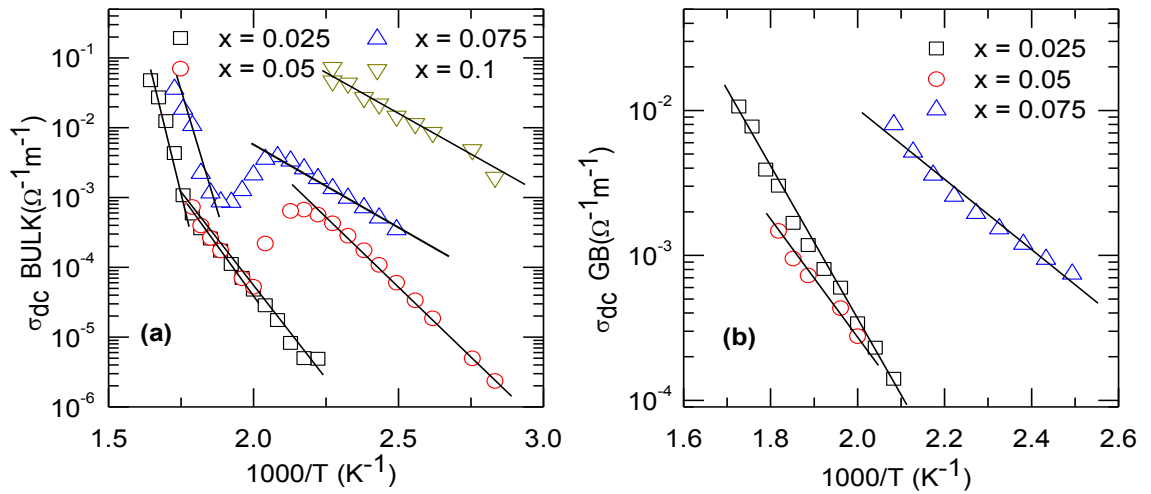 x = 0.025
x = 0.075
x = 0.05
x = 0.1
10^-1
10^-2
10^-3
10^-4
10^-5
10^-6
σdc BULK(Ω^-1m^-1)
(a)
1.5 2.0 2.5 3.0
1000/T (K^-1)
x = 0.025
x = 0.05
x = 0.075
10^-2
10^-3
10^-4
σdc GB(Ω^-1m^-1)
(b)
1.6 1.8 2.0 2.2 2.4 2.6
1000/T (K^-1)